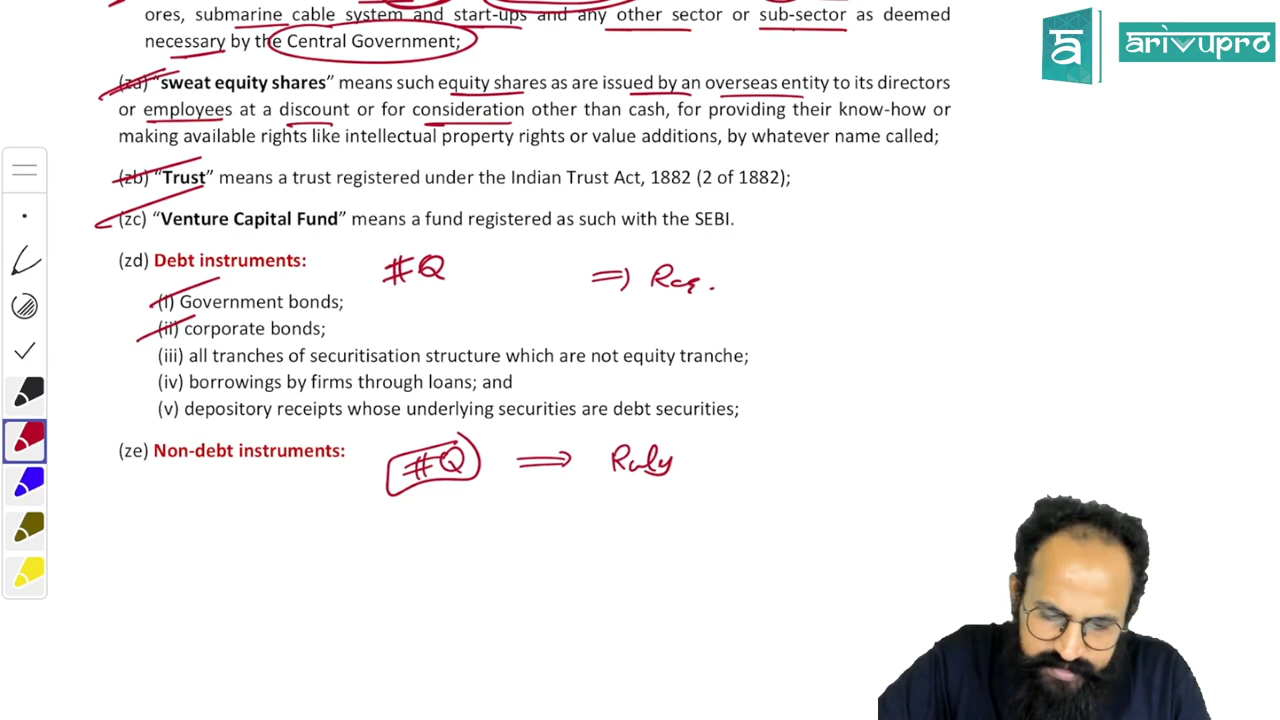 ores, submarine cable system and start-ups and any other sector or sub-sector as deemed
necessary by the Central Government;
(za) “sweat equity shares” means such equity shares as are issued by an overseas entity to its directors
or employees at a discount or for consideration other than cash, for providing their know-how or
making available rights like intellectual property rights or value additions, by whatever name called;
(zb) “Trust” means a trust registered under the Indian Trust Act, 1882 (2 of 1882);
(zc) “Venture Capital Fund” means a fund registered as such with the SEBI.
(zd) Debt instruments: #Q ⇒ Reg.
(i) Government bonds;
(ii) corporate bonds;
(iii) all tranches of securitisation structure which are not equity tranche;
(iv) borrowings by firms through loans; and
(v) depository receipts whose underlying securities are debt securities;
(ze) Non-debt instruments: #Q ⇒
arivupro